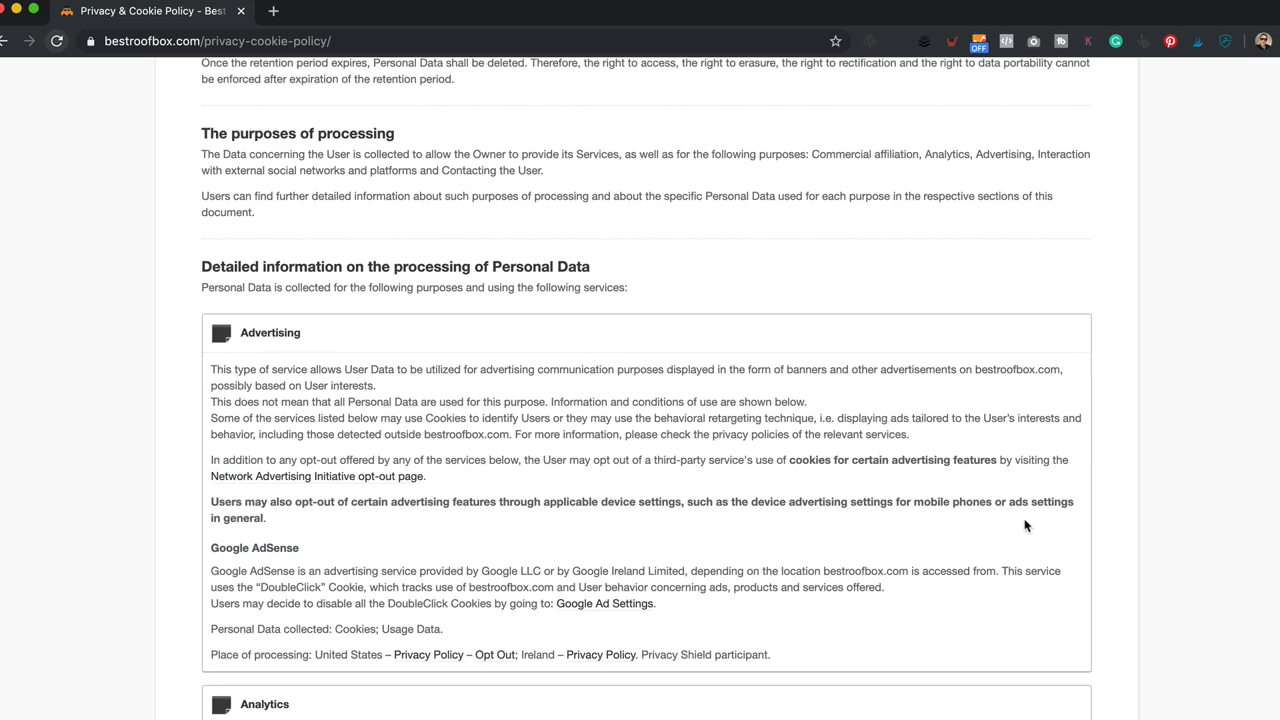 Privacy & Cookie Policy - Best
bestroofbox.com/privacy-cookie-policy/
OFF
Once the retention period expires, Personal Data shall be deleted. Therefore, the right to access, the right to erasure, the right to rectification and the right to data portability cannot
be enforced after expiration of the retention period.
The purposes of processing
The Data concerning the User is collected to allow the Owner to provide its Services, as well as for the following purposes: Commercial affiliation, Analytics, Advertising, Interaction
with external social networks and platforms and Contacting the User.
Users can find further detailed information about such purposes of processing and about the specific Personal Data used for each purpose in the respective sections of this
document.
Detailed information on the processing of Personal Data
Personal Data is collected for the following purposes and using the following services:
Advertising
This type of service allows User Data to be utilized for advertising communication purposes displayed in the form of banners and other advertisements on bestroofbox.com,
possibly based on User interests.
This does not mean that all Personal Data are used for this purpose. Information and conditions of use are shown below.
Some of the services listed below may use Cookies to identify Users or they may use the behavioral retargeting technique, i.e. displaying ads tailored to the User's interests and
behavior, including those detected outside bestroofbox.com. For more information, please check the privacy policies of the relevant services.
In addition to any opt-out offered by any of the services below, the User may opt out of a third-party service's use of cookies for certain advertising features by visiting the
Network Advertising Initiative opt-out page.
Users may also opt-out of certain advertising features through applicable device settings, such as the device advertising settings for mobile phones or ads settings
in general.
Google AdSense
Google AdSense is an advertising service provided by Google LLC or by Google Ireland Limited, depending on the location bestroofbox.com is accessed from. This service
uses the “DoubleClick” Cookie, which tracks use of bestroofbox.com and User behavior concerning ads, products and services offered.
Users may decide to disable all the DoubleClick Cookies by going to: Google Ad Settings.
Personal Data collected: Cookies; Usage Data.
Place of processing: United States – Privacy Policy – Opt Out; Ireland – Privacy Policy. Privacy Shield participant.
Analytics